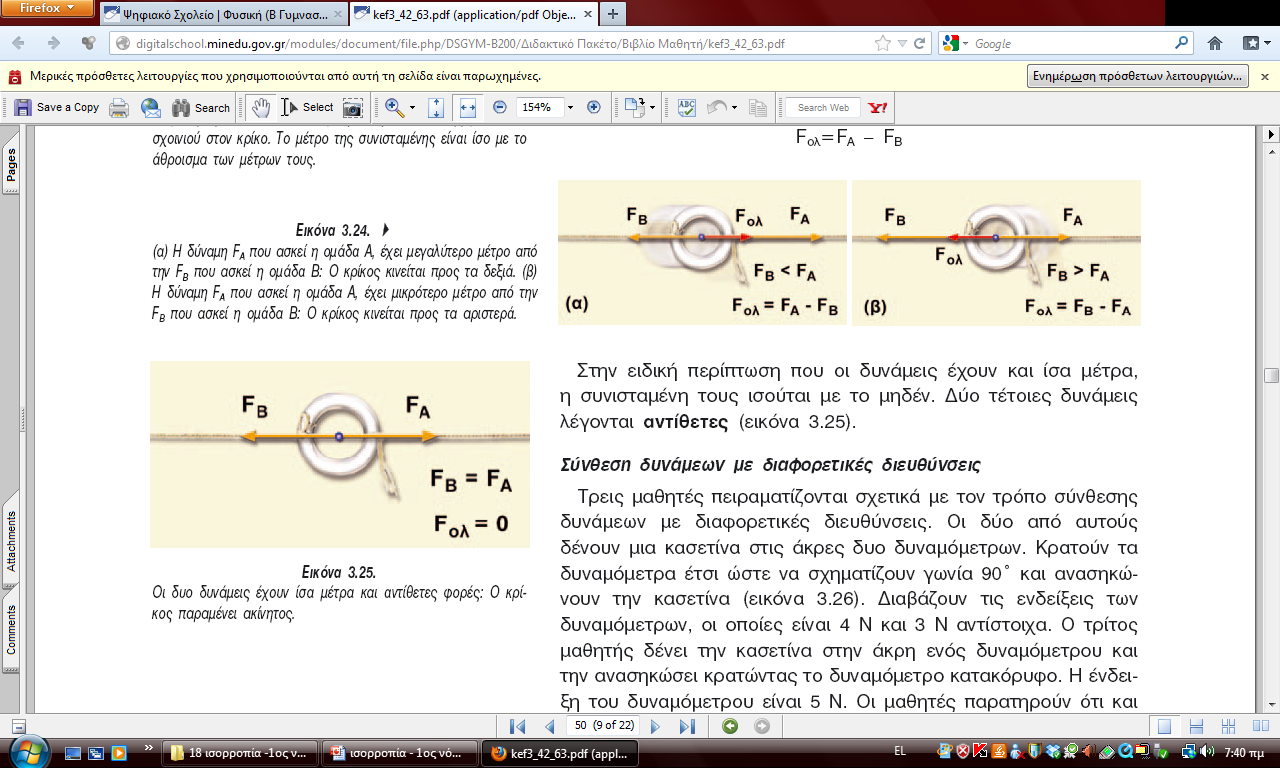 Firefox
Ψηφιακό Σχολείο | Φυσική (Β Γυμνασ...
kef3_42_63.pdf (application/pdf Obje...
digitalschool.minedu.gov.gr/modules/document/file.php/DSGYM-B200/Διδακτικό Πακέτο/Βιβλίο Μαθητή/kef3_42_63.pdf
Google
Μερικές πρόσθετες λειτουργίες που χρησιμοποιούνται από αυτή τη σελίδα είναι παρωχημένες.
Ενημέρωση πρόσθετων λειτουργιών...
Save a Copy
Search
Select
154%
Search Web
Y!
Pages
Attachments
Comments
σχοινιού στον κρίκο. Το μέτρο της συνισταμένης είναι ίσο με το
άθροισμα των μέτρων τους.
Fολ=FA – FB
Εικόνα 3.24.
(α) Η δύναμη FA που ασκεί η ομάδα Α, έχει μεγαλύτερο μέτρο από
την FB που ασκεί η ομάδα Β: Ο κρίκος κινείται προς τα δεξιά. (β)
Η δύναμη FA που ασκεί η ομάδα Α, έχει μικρότερο μέτρο από την
FB που ασκεί η ομάδα Β: Ο κρίκος κινείται προς τα αριστερά.
FB
Fολ
FA
FB < FA
(α)
Fολ = FA - FB
FB
FA
Fολ
FB > FA
(β)
Fολ = FB - FA
FB
FA
FB = FA
Fολ = 0
Εικόνα 3.25.
Οι δυο δυνάμεις έχουν ίσα μέτρα και αντίθετες φορές: Ο κρί-
κος παραμένει ακίνητος.
Στην ειδική περίπτωση που οι δυνάμεις έχουν και ίσα μέτρα,
η συνισταμένη τους ισούται με το μηδέν. Δύο τέτοιες δυνάμεις
λέγονται αντίθετες (εικόνα 3.25).
Σύνθεση δυνάμεων με διαφορετικές διευθύνσεις
Τρεις μαθητές πειραματίζονται σχετικά με τον τρόπο σύνθεσης
δυνάμεων με διαφορετικές διευθύνσεις. Οι δύο από αυτούς
δένουν μια κασετίνα στις άκρες δυο δυναμόμετρων. Κρατούν τα
δυναμόμετρα έτσι ώστε να σχηματίζουν γωνία 90° και ανασηκώ-
νουν την κασετίνα (εικόνα 3.26). Διαβάζουν τις ενδείξεις των
δυναμόμετρων, οι οποίες είναι 4 Ν και 3 Ν αντίστοιχα. Ο τρίτος
μαθητής δένει την κασετίνα στην άκρη ενός δυναμόμετρου και
την ανασηκώσει κρατώντας το δυναμόμετρο κατακόρυφο. Η ένδει-
ξη του δυναμόμετρου είναι 5 Ν. Οι μαθητές παρατηρούν ότι και
50 (9 of 22)
18 ισορροπία -1ος ν...
ισορροπία - 1ος νό...
kef3_42_63.pdf (appl...
EL
7:40 πμ